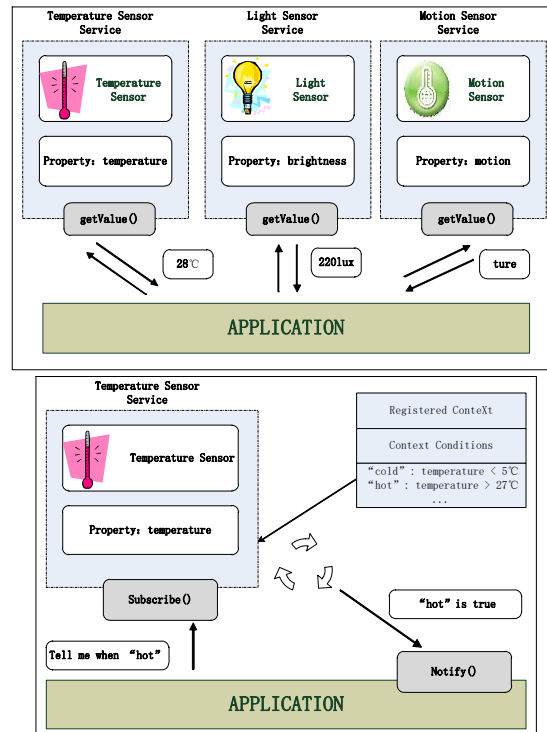 Temperature Sensor
Service
Light Sensor
Service
Motion Sensor
Service
Temperature
Sensor
Light
Sensor
Motion
Sensor
Property: temperature
Property: brightness
Property: motion
getValue()
getValue()
getValue()
28℃
220lux
ture
APPLICATION
Temperature Sensor
Service
Temperature Sensor
Property: temperature
Subscribe()
Registered ConteXt
Context Conditions
“cold”: temperature < 5℃
“hot”: temperature > 27℃
...
“hot”is true
Tell me when “hot”
Notify()
APPLICATION